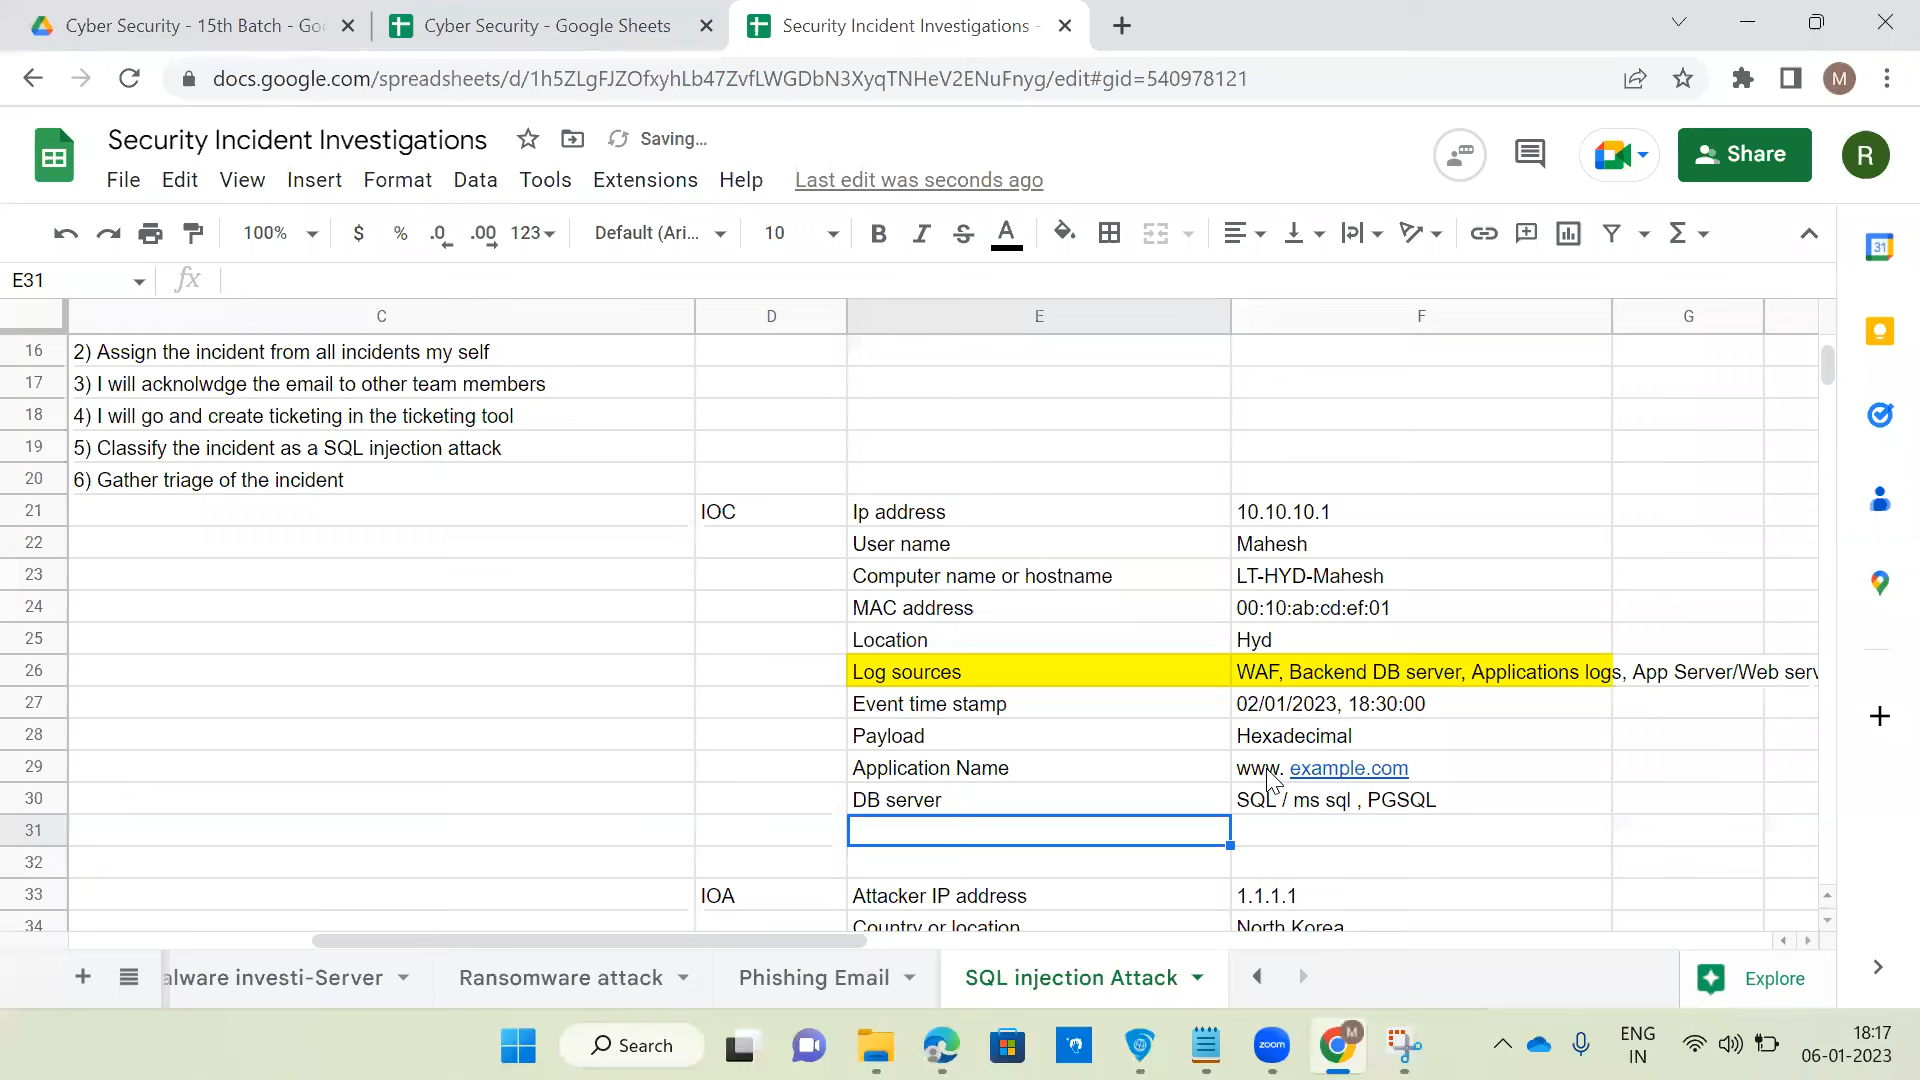 Cyber Security - 15th Batch - Go
Cyber Security - Google Sheets
Security Incident Investigations -
docs.google.com/spreadsheets/d/1h5ZLgFJZOfxyhLb47ZvfLWGDbN3XyqTNHeV2ENuFnyg/edit#gid=540978121
M
Security Incident Investigations
Saving...
Share
R
File Edit View Insert Format Data Tools Extensions Help Last edit was seconds ago
100% $ % .0 .00 123 Default (Ari... 10 B I S A
31
E31 fx
C D E F G
16 2) Assign the incident from all incidents my self
17 3) I will acknolwdge the email to other team members
18 4) I will go and create ticketing in the ticketing tool
19 5) Classify the incident as a SQL injection attack
20 6) Gather triage of the incident
21 IOC Ip address 10.10.10.1
22 User name Mahesh
23 Computer name or hostname LT-HYD-Mahesh
24 MAC address 00:10:ab:cd:ef:01
25 Location Hyd
26 Log sources WAF, Backend DB server, Applications logs, App Server/Web serv
27 Event time stamp 02/01/2023, 18:30:00
28 Payload Hexadecimal
29 Application Name www. example.com
30 DB server SQL / ms sql , PGSQL
31
32
33 IOA Attacker IP address 1.1.1.1
34 Country or location North Korea
alware investi-Server Ransomware attack Phishing Email SQL injection Attack Explore
Search
zoom
M
ENG
IN
18:17
06-01-2023